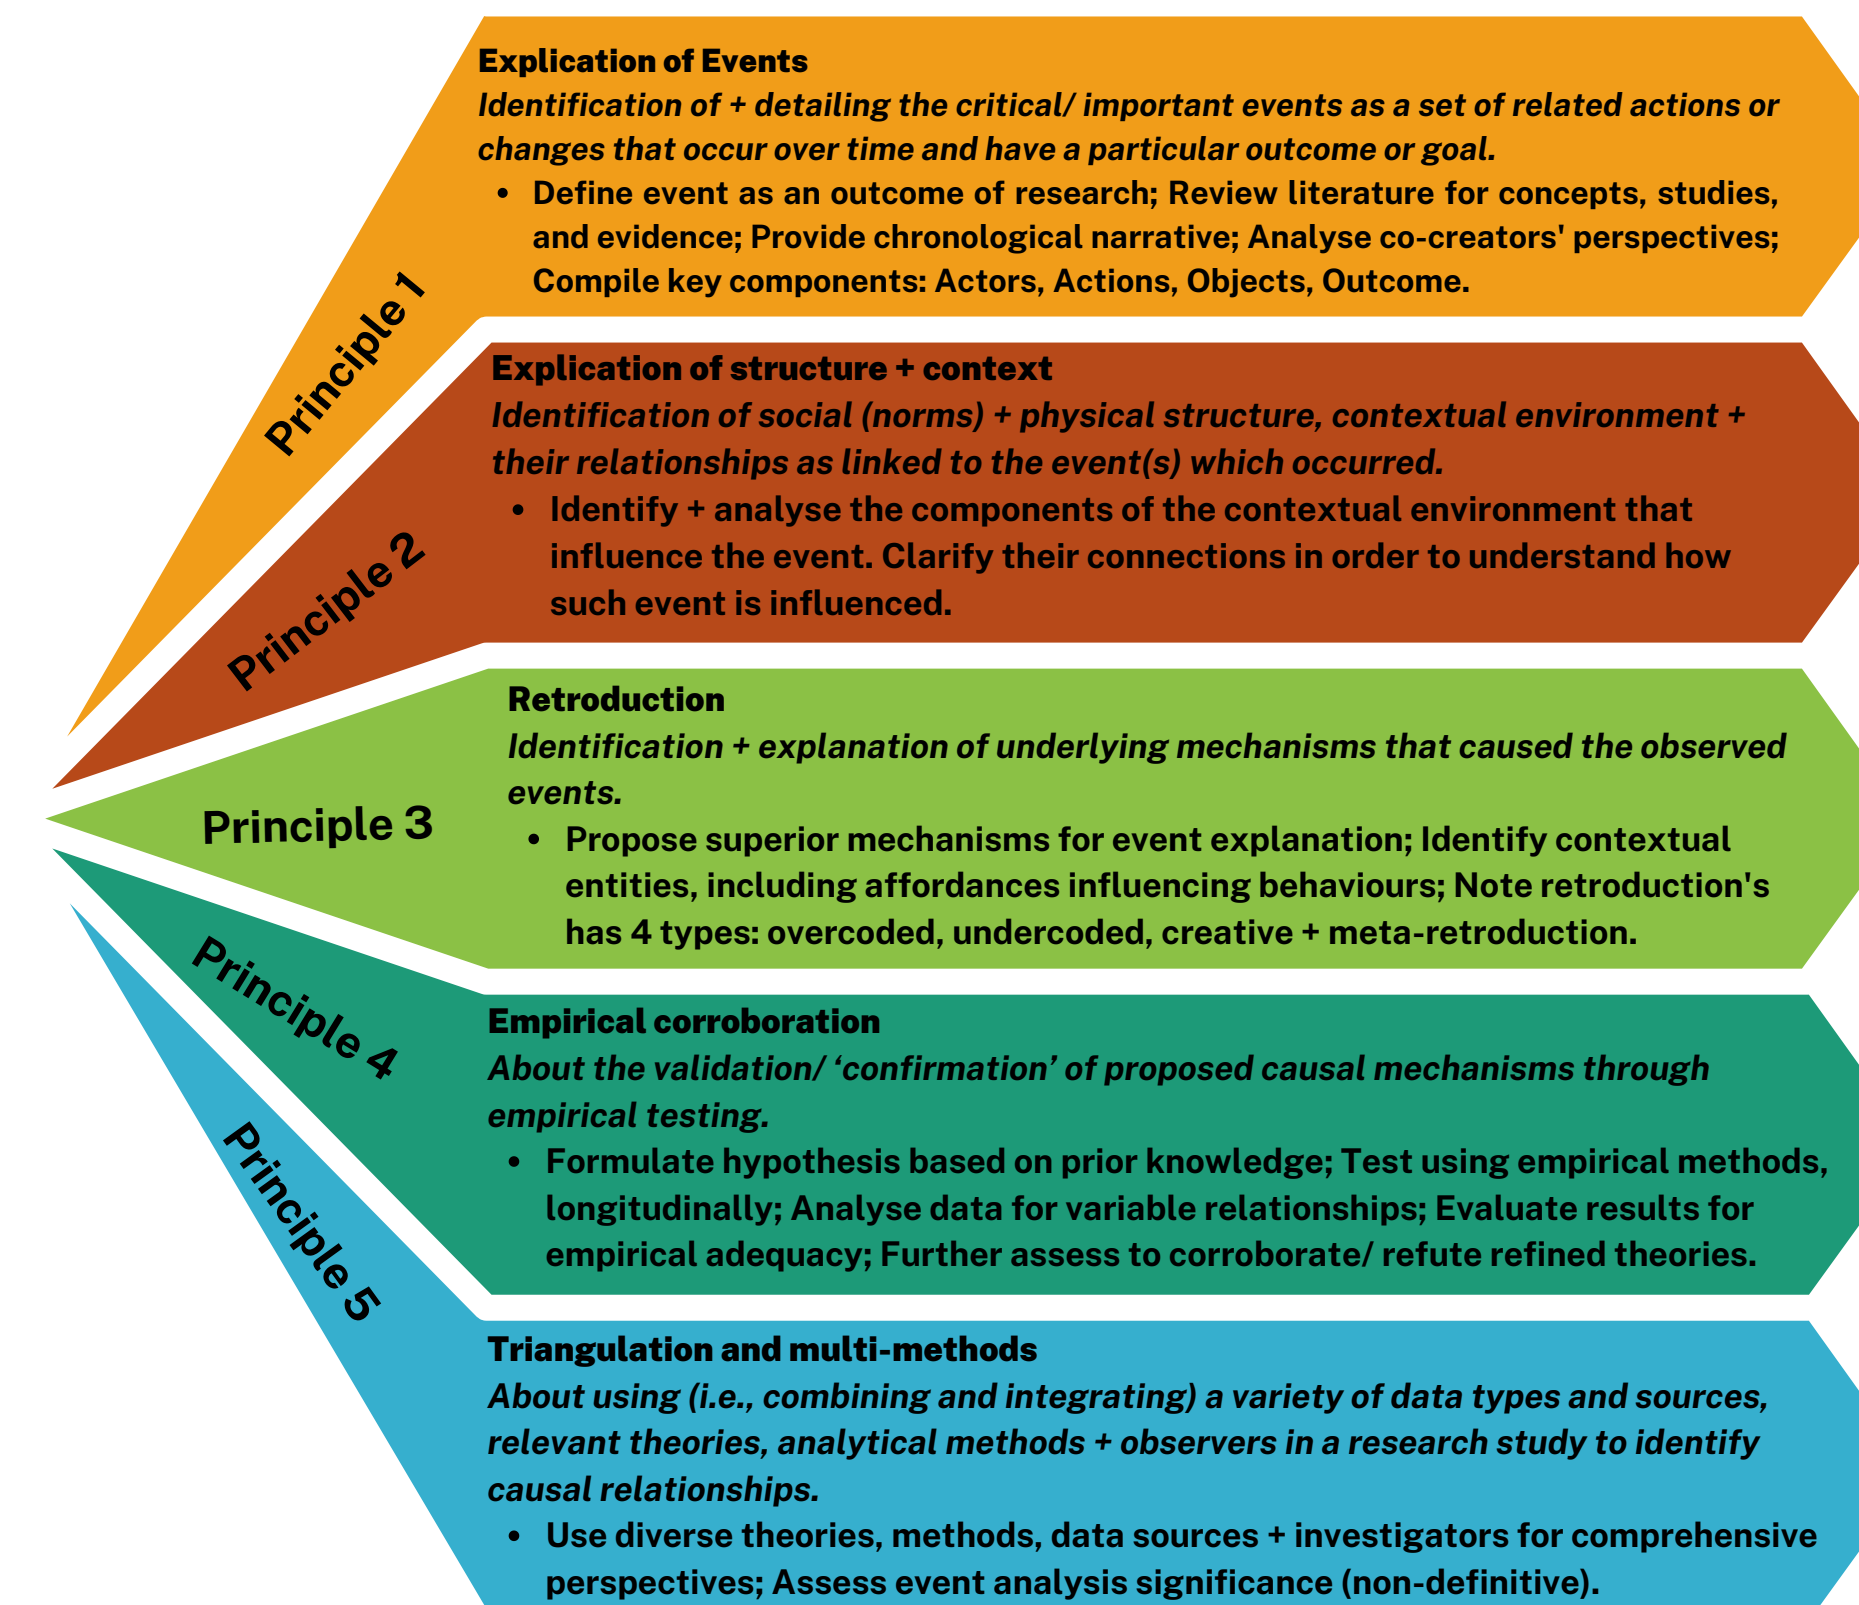 Principle 1
Explication of Events
Identification of + detailing the critical/ important events as a set of related actions or
changes that occur over time and have a particular outcome or goal.
• Define event as an outcome of research; Review literature for concepts, studies,
and evidence; Provide chronological narrative; Analyse co-creators' perspectives;
Compile key components: Actors, Actions, Objects, Outcome.
Principle 2
Explication of structure + context
Identification of social (norms) + physical structure, contextual environment +
their relationships as linked to the event(s) which occurred.
• Identify + analyse the components of the contextual environment that
influence the event. Clarify their connections in order to understand how
such event is influenced.
Principle 3
Retroduction
Identification + explanation of underlying mechanisms that caused the observed
events.
• Propose superior mechanisms for event explanation; Identify contextual
entities, including affordances influencing behaviours; Note retroduction's
has 4 types: overcoded, undercoded, creative + meta-retroduction.
Principle 4
Empirical corroboration
About the validation/ ‘confirmation’ of proposed causal mechanisms through
empirical testing.
• Formulate hypothesis based on prior knowledge; Test using empirical methods,
longitudinally; Analyse data for variable relationships; Evaluate results for
empirical adequacy; Further assess to corroborate/ refute refined theories.
Principle 5
Triangulation and multi-methods
About using (i.e., combining and integrating) a variety of data types and sources,
relevant theories, analytical methods + observers in a research study to identify
causal relationships.
• Use diverse theories, methods, data sources + investigators for comprehensive
perspectives; Assess event analysis significance (non-definitive).